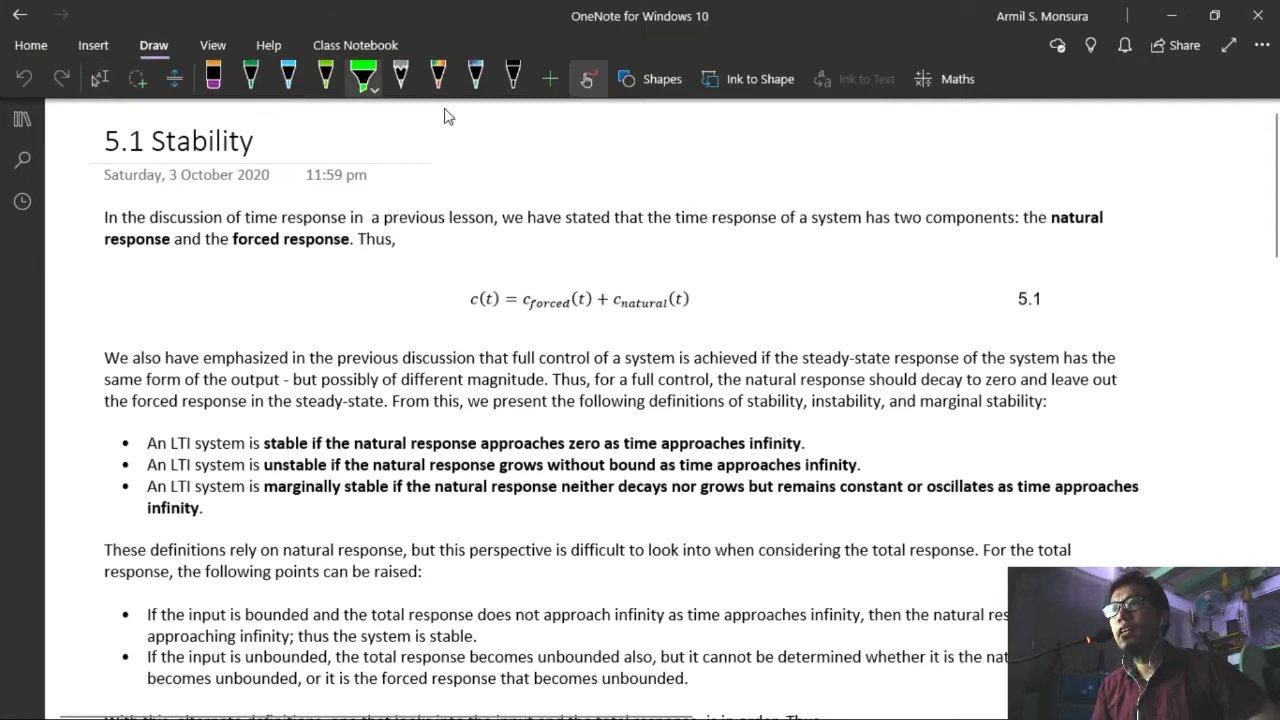 OneNote for Windows 10
Armil S. Monsura
Home
Insert
Draw
View
Help
Class Notebook
Share
Shapes
Ink to Shape
Ink to Text
Maths
5.1 Stability
Saturday, 3 October 2020 11:59 pm
In the discussion of time response in a previous lesson, we have stated that the time response of a system has two components: the natural
response and the forced response. Thus,
c(t) = c_forced(t) + c_natural(t) 5.1
We also have emphasized in the previous discussion that full control of a system is achieved if the steady-state response of the system has the
same form of the output - but possibly of different magnitude. Thus, for a full control, the natural response should decay to zero and leave out
the forced response in the steady-state. From this, we present the following definitions of stability, instability, and marginal stability:
• An LTI system is stable if the natural response approaches zero as time approaches infinity.
• An LTI system is unstable if the natural response grows without bound as time approaches infinity.
• An LTI system is marginally stable if the natural response neither decays nor grows but remains constant or oscillates as time approaches
infinity.
These definitions rely on natural response, but this perspective is difficult to look into when considering the total response. For the total
response, the following points can be raised:
• If the input is bounded and the total response does not approach infinity as time approaches infinity, then the natural res
approaching infinity; thus the system is stable.
• If the input is unbounded, the total response becomes unbounded also, but it cannot be determined whether it is the nat
becomes unbounded, or it is the forced response that becomes unbounded.